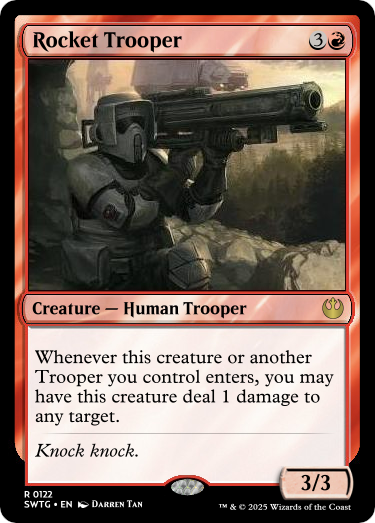 Rocket Trooper 3
Creature — Human Trooper
Whenever this creature or another
Trooper you control enters, you may
have this creature deal 1 damage to
any target.
Knock knock.
3/3
R 0122
SWTG • EN Darren Tan
™ & © 2025 Wizards of the Coast